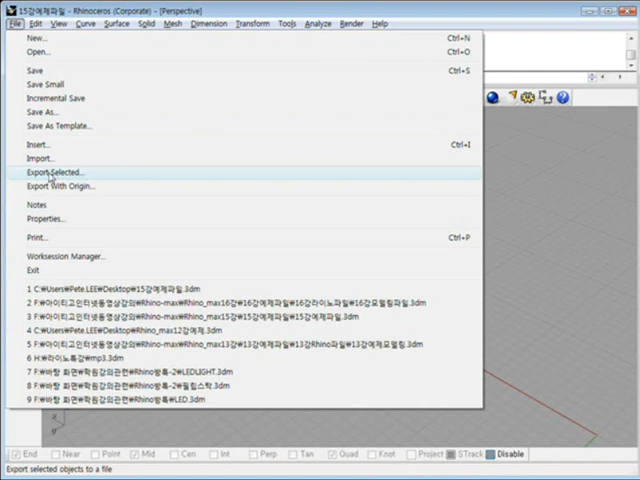 15강예제파일 - Rhinoceros (Corporate) - [Perspective]
File Edit View Curve Surface Solid Mesh Dimension Transform Tools Analyze Render Help
New... Ctrl+N
Open... Ctrl+O
Save Ctrl+S
Save Small
Incremental Save
Save As...
Save As Template...
Insert... Ctrl+I
Import...
Export Selected...
Export With Origin...
Notes
Properties...
Print... Ctrl+P
Worksession Manager...
Exit
1 C:₩Users₩Pete.LEE₩Desktop₩15강예제파일.3dm
2 F:₩아이티고인터넷동영상강의₩Rhino-max₩Rhino_max16강₩16강예제파일₩16강라이노파일₩16강모델링파일.3dm
3 F:₩아이티고인터넷동영상강의₩Rhino-max₩Rhino_max15강₩15강예제파일₩15강예제파일.3dm
4 C:₩Users₩Pete.LEE₩Desktop₩Rhino_max12강예제.3dm
5 F:₩아이티고인터넷동영상강의₩Rhino-max₩Rhino_max13강₩13강예제파일₩13강Rhino파일₩13강예제모델링.3dm
6 H:₩라이노특강₩mp3.3dm
7 F:₩바탕 화면₩학원강의관련₩Rhino방특-2₩LEDLIGHT.3dm
8 F:₩바탕 화면₩학원강의관련₩Rhino방특-2₩필립스탁.3dm
9 F:₩바탕 화면₩학원강의관련₩Rhino방특₩LED.3dm
z
y
End Near Point Mid Cen Int Perp Tan Quad Knot Project STrack Disable
Export selected objects to a file